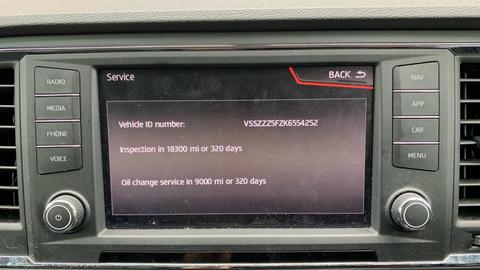 Service
BACK
RADIO
MEDIA
PHONE
VOICE
Vehicle ID number: VSSZZZ5FZK6554252
Inspection in 18300 mi or 320 days
Oil change service in 9000 mi or 320 days
NAV
APP
CAR
MENU